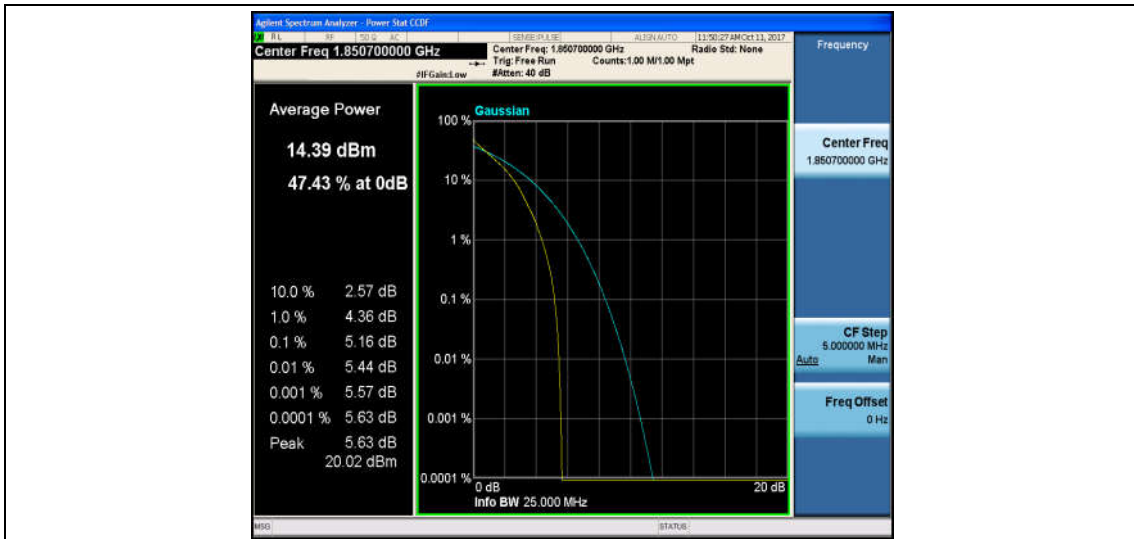 Agilent Spectrum Analyzer - Power Stat CCDF
RL RF 50 Ω AC SENSE:PULSE ALIGN AUTO 11:50:27 AM Oct 11, 2017
Center Freq 1.850700000 GHz
Center Freq: 1.850700000 GHz Radio Std: None
Trig: Free Run Counts:1.00 M/1.00 Mpt
#IFGain:Low #Atten: 40 dB
Frequency
Average Power
14.39 dBm
47.43 % at 0dB
10.0 % 2.57 dB
1.0 % 4.36 dB
0.1 % 5.16 dB
0.01 % 5.44 dB
0.001 % 5.57 dB
0.0001 % 5.63 dB
Peak 5.63 dB
20.02 dBm
Gaussian
100 %
10 %
1 %
0.1 %
0.01 %
0.001 %
0.0001 %
0 dB 20 dB
Info BW 25.000 MHz
Center Freq
1.850700000 GHz
CF Step
5.000000 MHz
Auto Man
Freq Offset
0 Hz
MSG STATUS